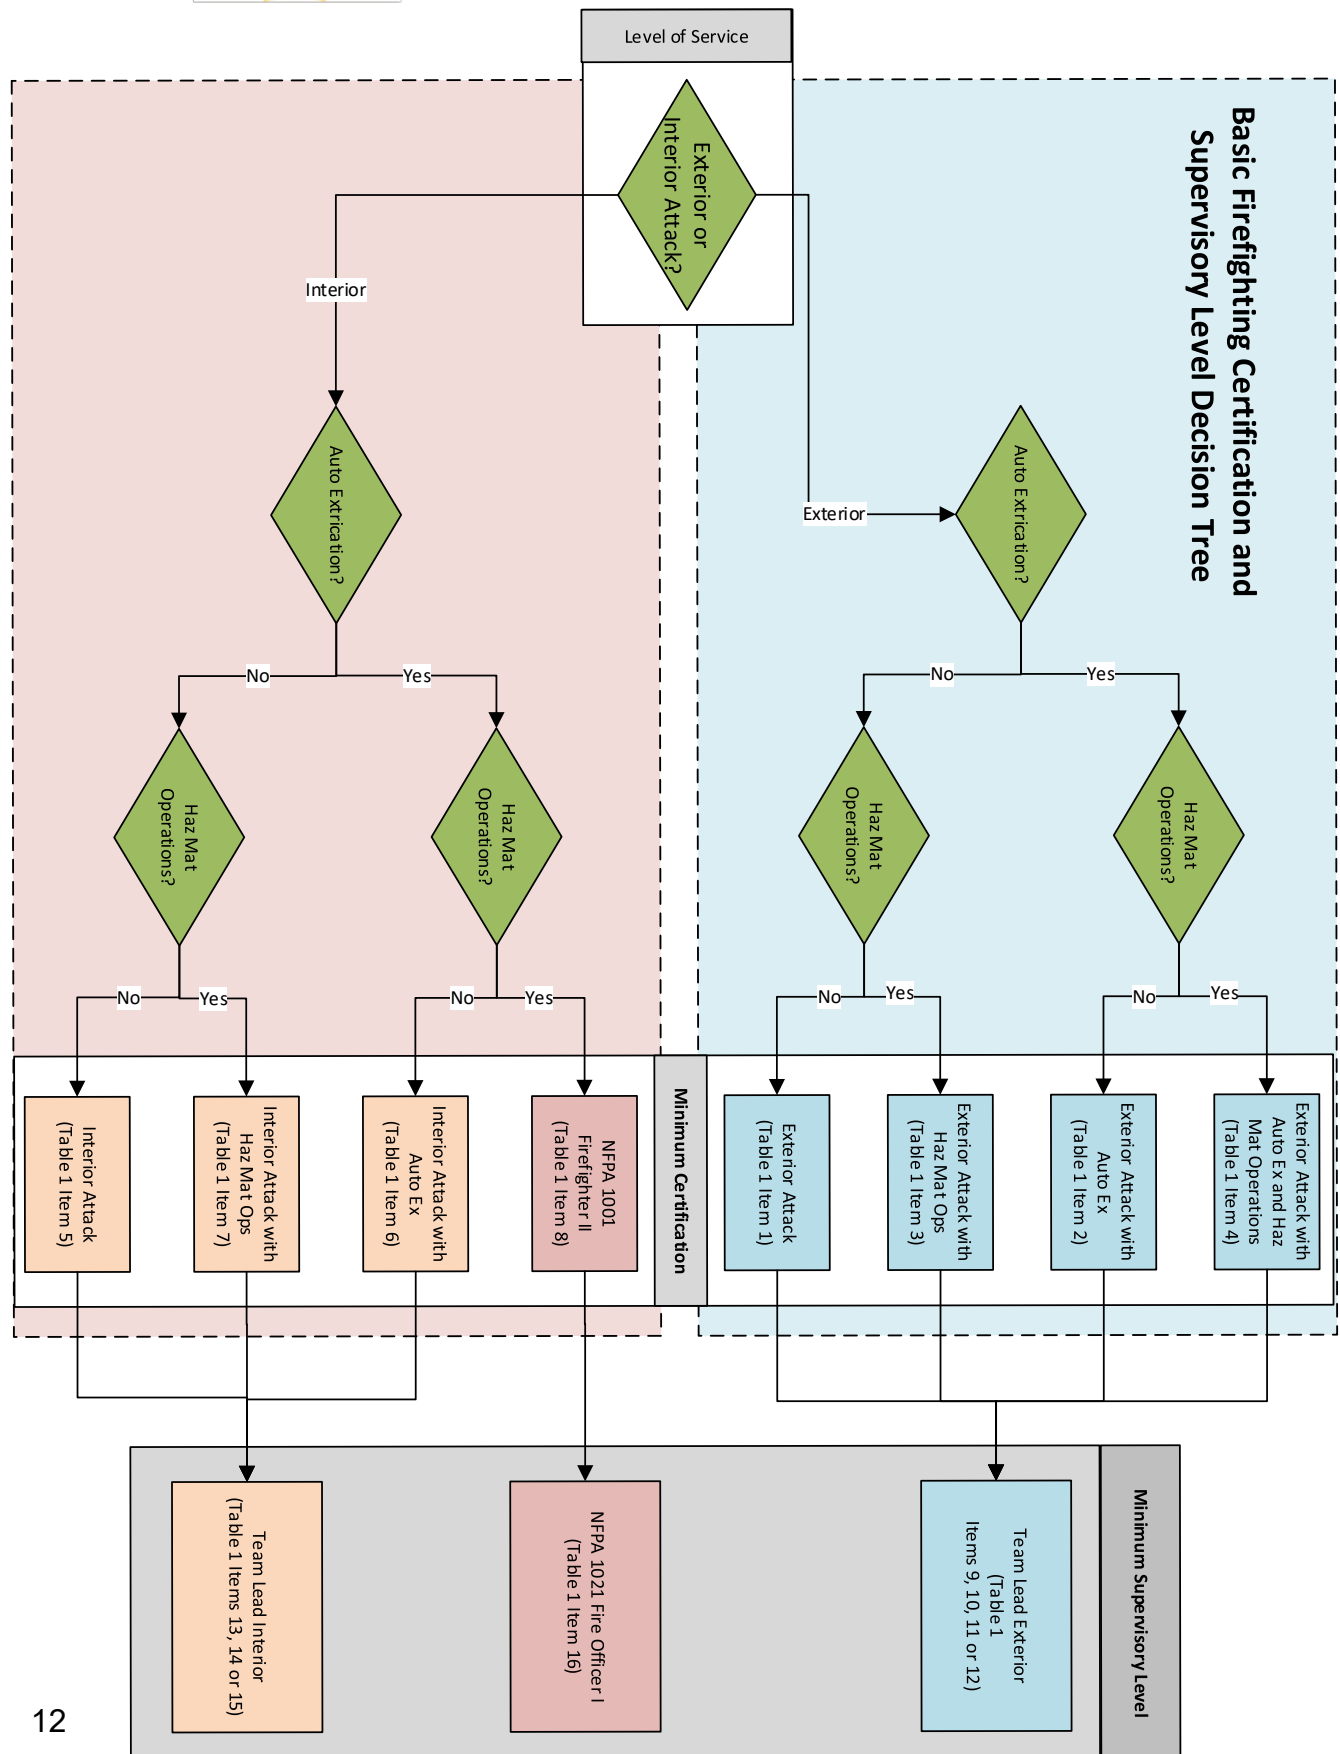 Level of Service
Basic Firefighting Certification and
Supervisory Level Decision Tree
Exterior or
Interior Attack?
Interior
Exterior
Auto Extrication?
Auto Extrication?
No
Yes
No
Yes
Haz Mat
Operations?
Haz Mat
Operations?
Haz Mat
Operations?
Haz Mat
Operations?
No
Yes
No
Yes
No
Yes
No
Yes
Interior Attack
(Table 1 Item 5)
Interior Attack with
Haz Mat Ops
(Table 1 Item 7)
Interior Attack with
Auto Ex
(Table 1 Item 6)
NFPA 1001
Firefighter II
(Table 1 Item 8)
Minimum Certification
Exterior Attack
(Table 1 Item 1)
Exterior Attack with
Haz Mat Ops
(Table 1 Item 3)
Exterior Attack with
Auto Ex
(Table 1 Item 2)
Exterior Attack with
Auto Ex and Haz
Mat Operations
(Table 1 Item 4)
Team Lead Interior
(Table 1 Items 13, 14 or 15)
NFPA 1021 Fire Officer I
(Table 1 Item 16)
Team Lead Exterior
(Table 1
Items 9, 10, 11 or 12)
Minimum Supervisory Level
12